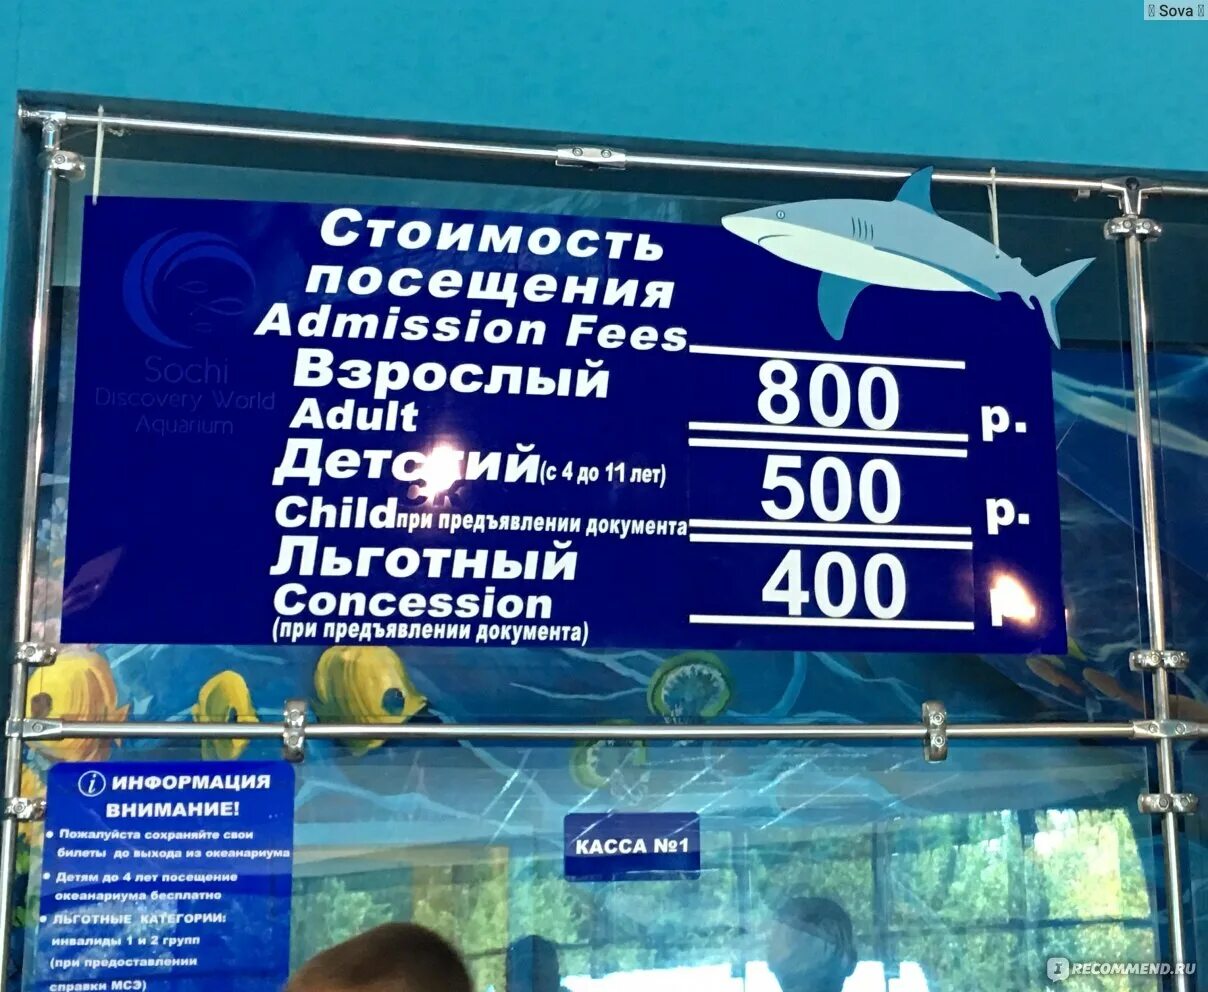 Sova
Стоимость
посещения
Admission Fees
Sochi
Discovery World
Aquarium
Взрослый
Adult
800 р.
Детский (с 4 до 11 лет)
Child при предъявлении документа
500 р.
Льготный
Concession
(при предъявлении документа)
400 р.
i ИНФОРМАЦИЯ
ВНИМАНИЕ!
• Пожалуйста сохраняйте свои
билеты до выхода из океанариума
• Детям до 4 лет посещение
океанариума бесплатно
• ЛЬГОТНЫЕ КАТЕГОРИИ:
инвалиды 1 и 2 групп
(при предоставлении
справки МСЭ)
КАССА №1
IRECOMMEND.RU